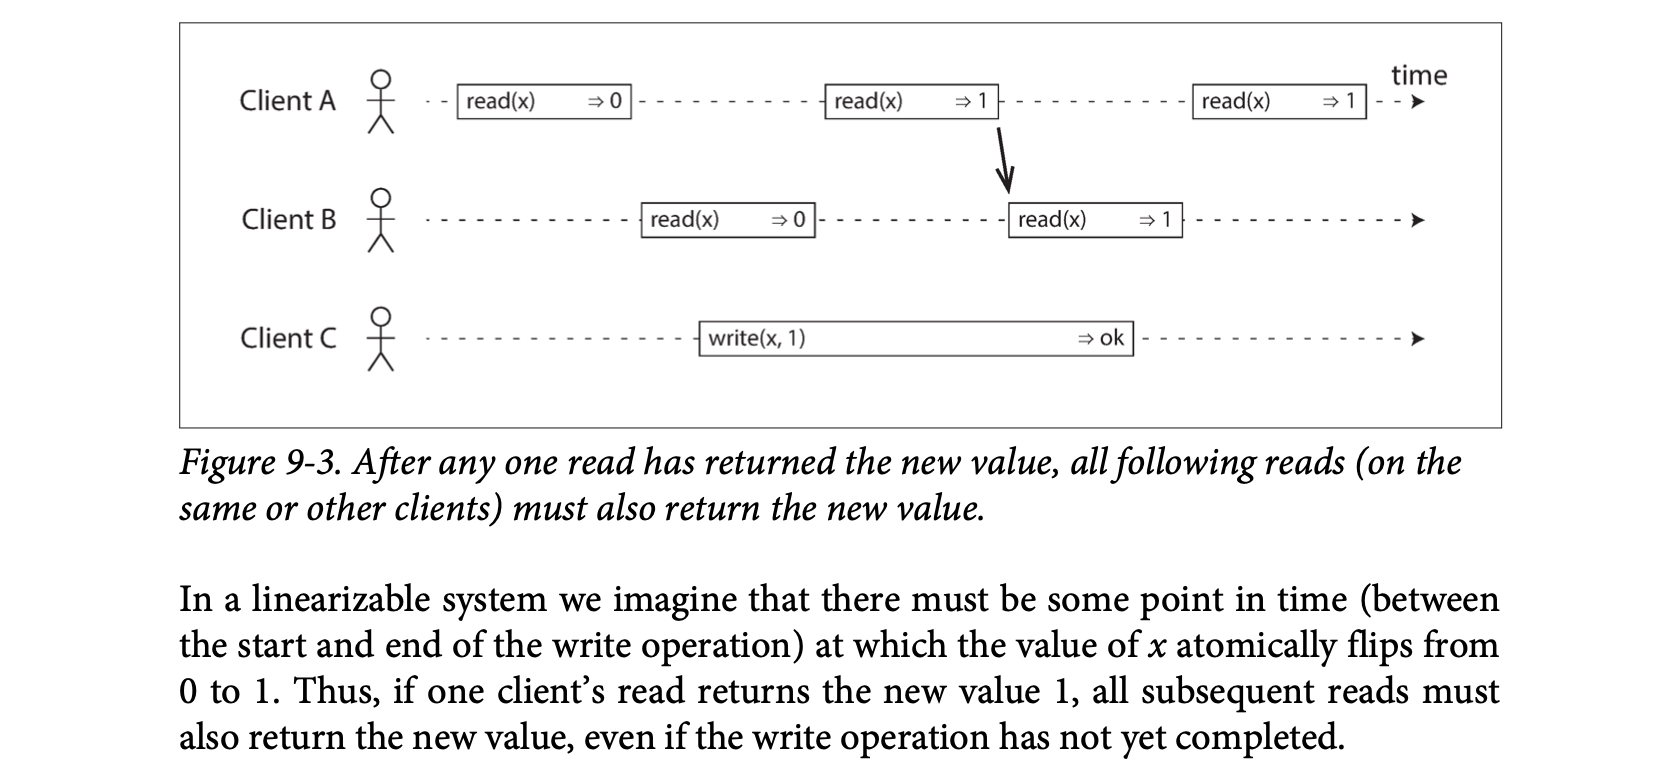 time
Client A read(x) ⇒ 0 read(x) ⇒ 1 read(x) ⇒ 1
Client B read(x) ⇒ 0 read(x) ⇒ 1
Client C write(x, 1) ⇒ ok
Figure 9-3. After any one read has returned the new value, all following reads (on the
same or other clients) must also return the new value.
In a linearizable system we imagine that there must be some point in time (between
the start and end of the write operation) at which the value of x atomically flips from
0 to 1. Thus, if one client’s read returns the new value 1, all subsequent reads must
also return the new value, even if the write operation has not yet completed.